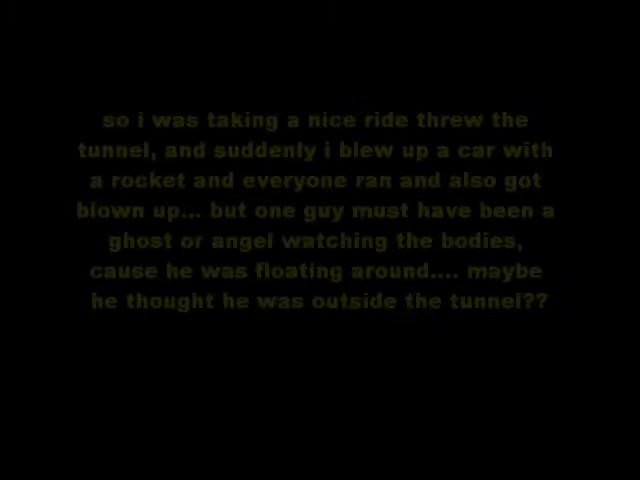 so i was taking a nice ride threw the
tunnel, and suddenly i blew up a car with
a rocket and everyone ran and also got
blown up... but one guy must have been a
ghost or angel watching the bodies,
cause he was floating around.... maybe
he thought he was outside the tunnel??